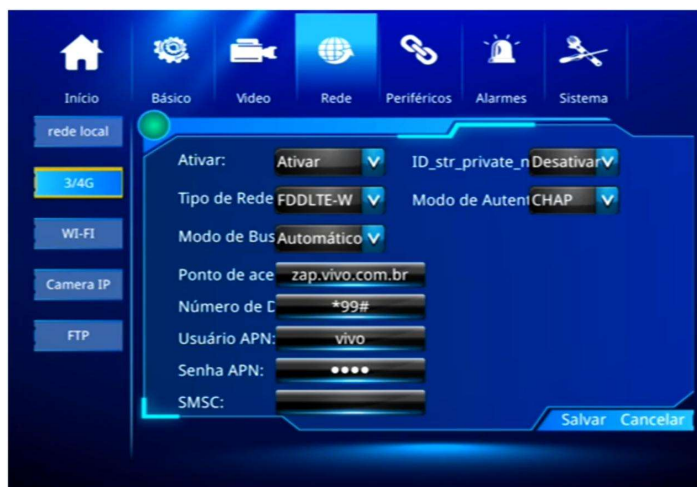 Início Básico Video Rede Periféricos Alarmes Sistema
rede local
3/4G
WI-FI
Camera IP
FTP
Ativar: Ativar ID_str_private_n Desativar
Tipo de Rede FDDLTE-W Modo de Autent CHAP
Modo de Bus Automático
Ponto de ace zap.vivo.com.br
Número de D *99#
Usuário APN: vivo
Senha APN: ••••
SMSC:
Salvar Cancelar